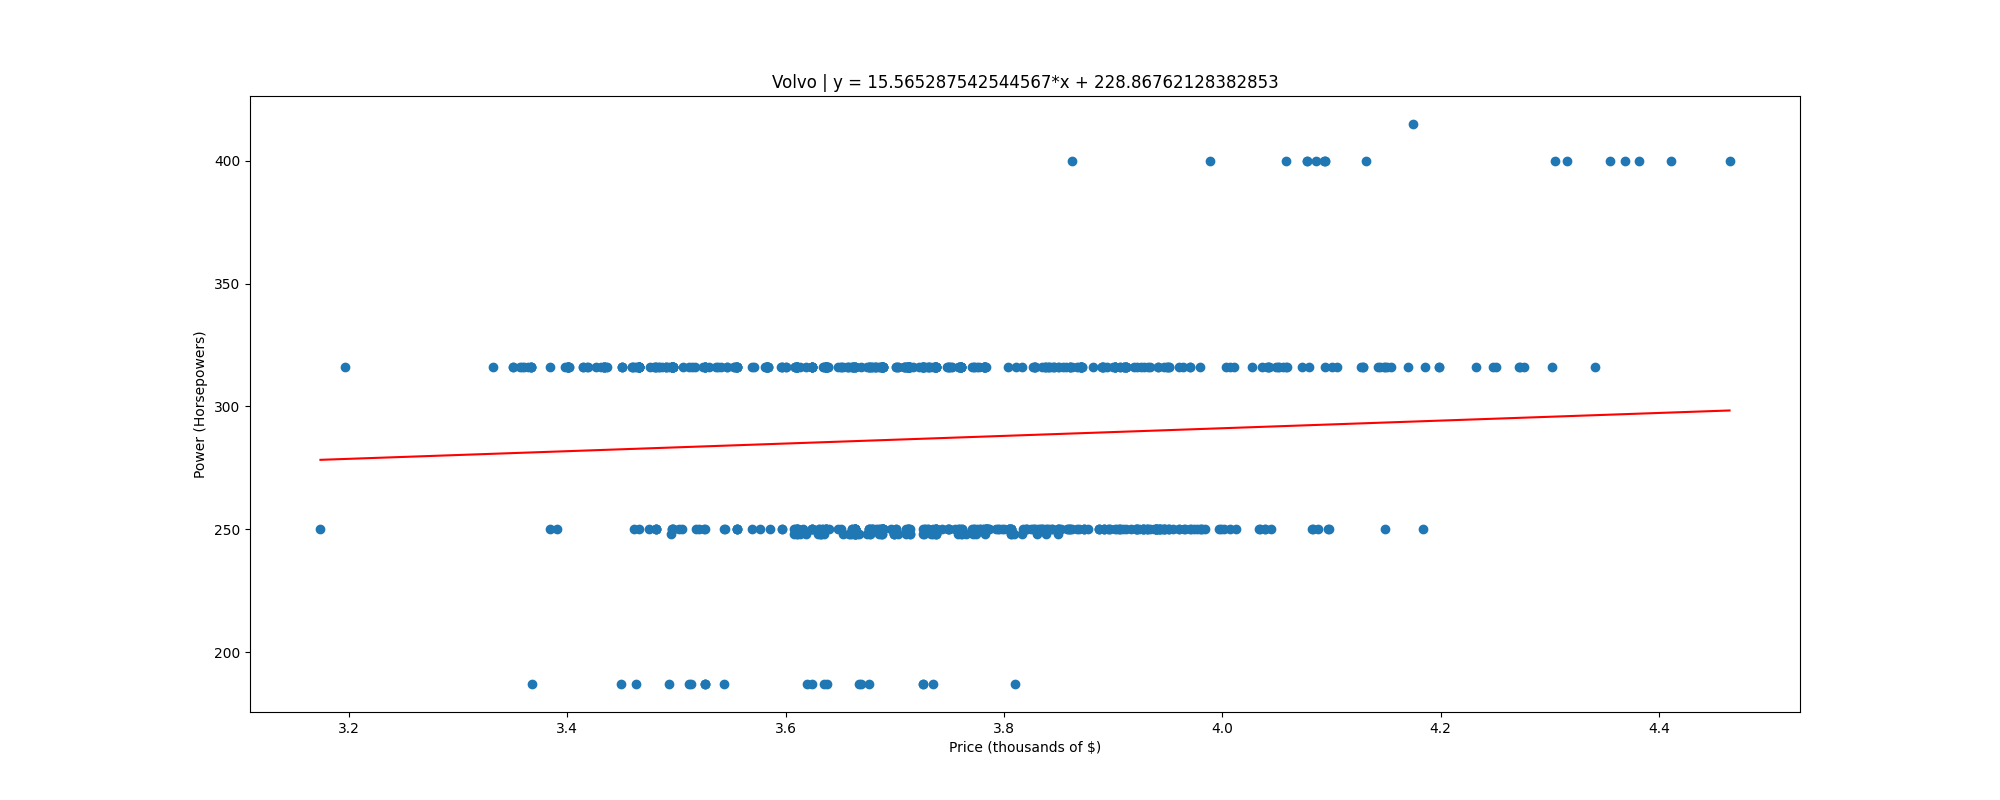 Volvo | y = 15.565287542544567*x + 228.86762128382853
400
350
300
250
200
Power (Horsepowers)
3.2 3.4 3.6 3.8 4.0 4.2 4.4
Price (thousands of $)